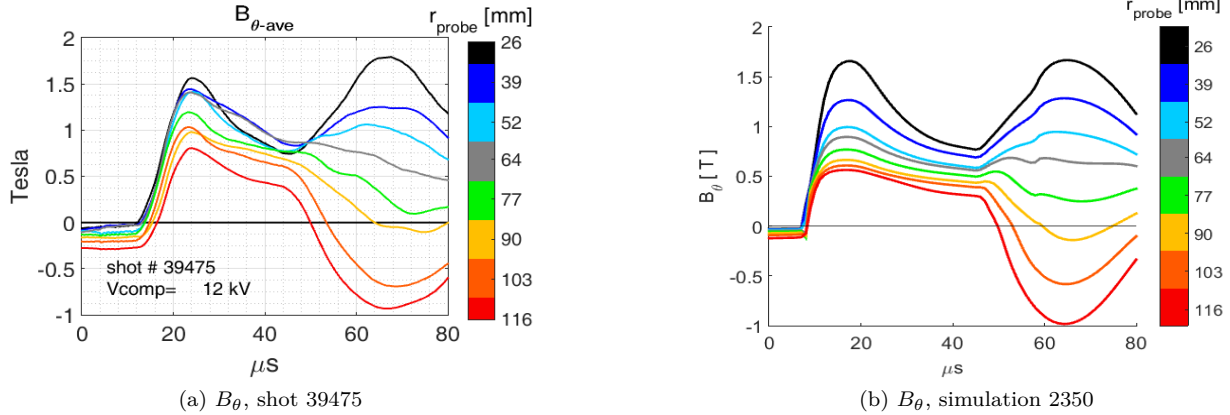 B_θ-ave
r_probe [mm]
Tesla
2
1.5
1
0.5
0
-0.5
-1
shot # 39475
Vcomp= 12 kV
0 20 40 60 80
μs
26
39
52
64
77
90
103
116
(a) B_θ, shot 39475
r_probe [mm]
B_θ [ T ]
2
1.5
1
0.5
0
-0.5
-1
0 20 40 60 80
μs
26
39
52
64
77
90
103
116
(b) B_θ, simulation 2350